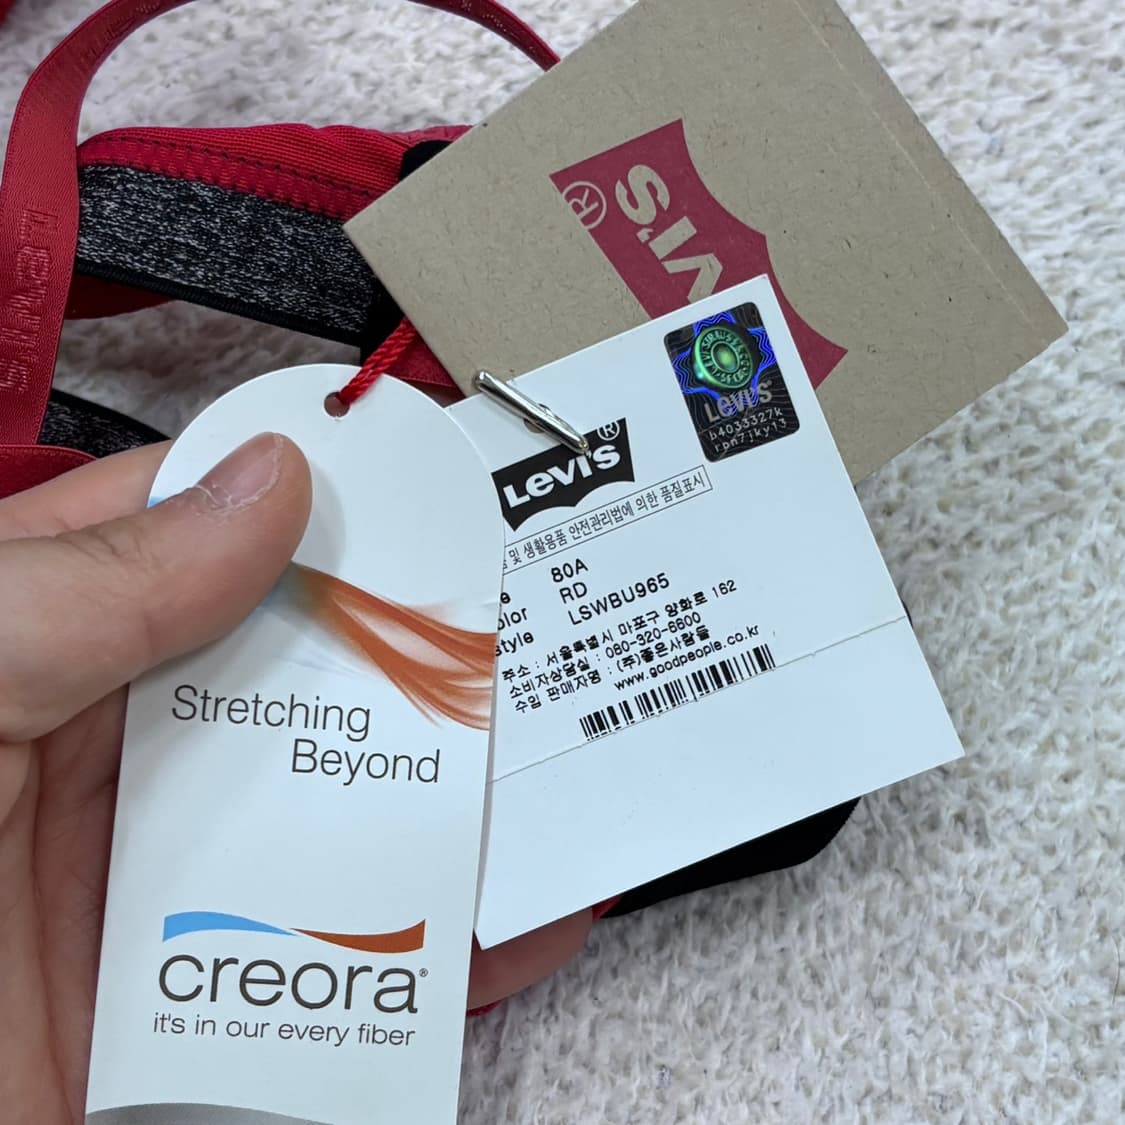 Levi's
VI'S ®
Levi's
b4033327k
rpn7jky13
Levi's®
및 생활용품 안전관리법에 의한 품질표시
80A
RD
LSWBU965
주소 : 서울특별시 마포구 양화로 162
소비자상담실 : 080-320-6600
수입 판매자명 : (주)좋은사람들
www.goodpeople.co.kr
Stretching
Beyond
creora®
it's in our every fiber